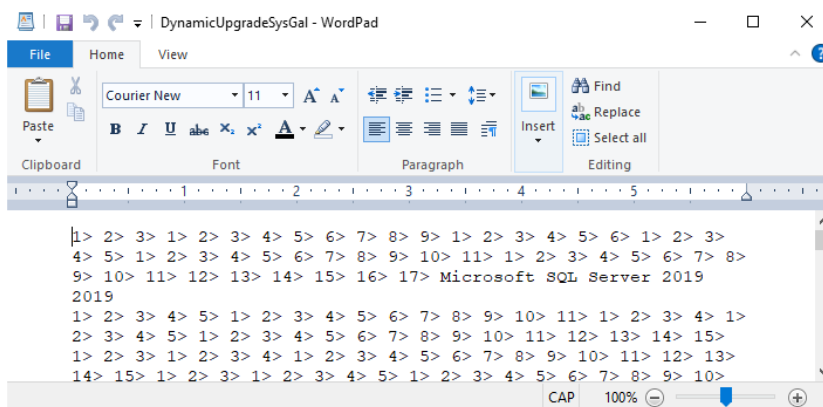 DynamicUpgradeSysGal - WordPad
File Home View
Paste
Courier New 11
B I U abc X₂ x² A
Insert
Find
Replace
Select all
Clipboard Font Paragraph Editing
1 2 3 4 5
1> 2> 3> 1> 2> 3> 4> 5> 6> 7> 8> 9> 1> 2> 3> 4> 5> 6> 1> 2> 3>
4> 5> 1> 2> 3> 4> 5> 6> 7> 8> 9> 10> 11> 1> 2> 3> 4> 5> 6> 7> 8>
9> 10> 11> 12> 13> 14> 15> 16> 17> Microsoft SQL Server 2019
2019
1> 2> 3> 4> 5> 1> 2> 3> 4> 5> 6> 7> 8> 9> 10> 11> 1> 2> 3> 4> 1>
2> 3> 4> 5> 1> 2> 3> 4> 5> 6> 7> 8> 9> 10> 11> 12> 13> 14> 15>
1> 2> 3> 1> 2> 3> 4> 1> 2> 3> 4> 5> 6> 7> 8> 9> 10> 11> 12> 13>
14> 15> 1> 2> 3> 1> 2> 3> 4> 5> 1> 2> 3> 4> 5> 6> 7> 8> 9> 10>
CAP 100%